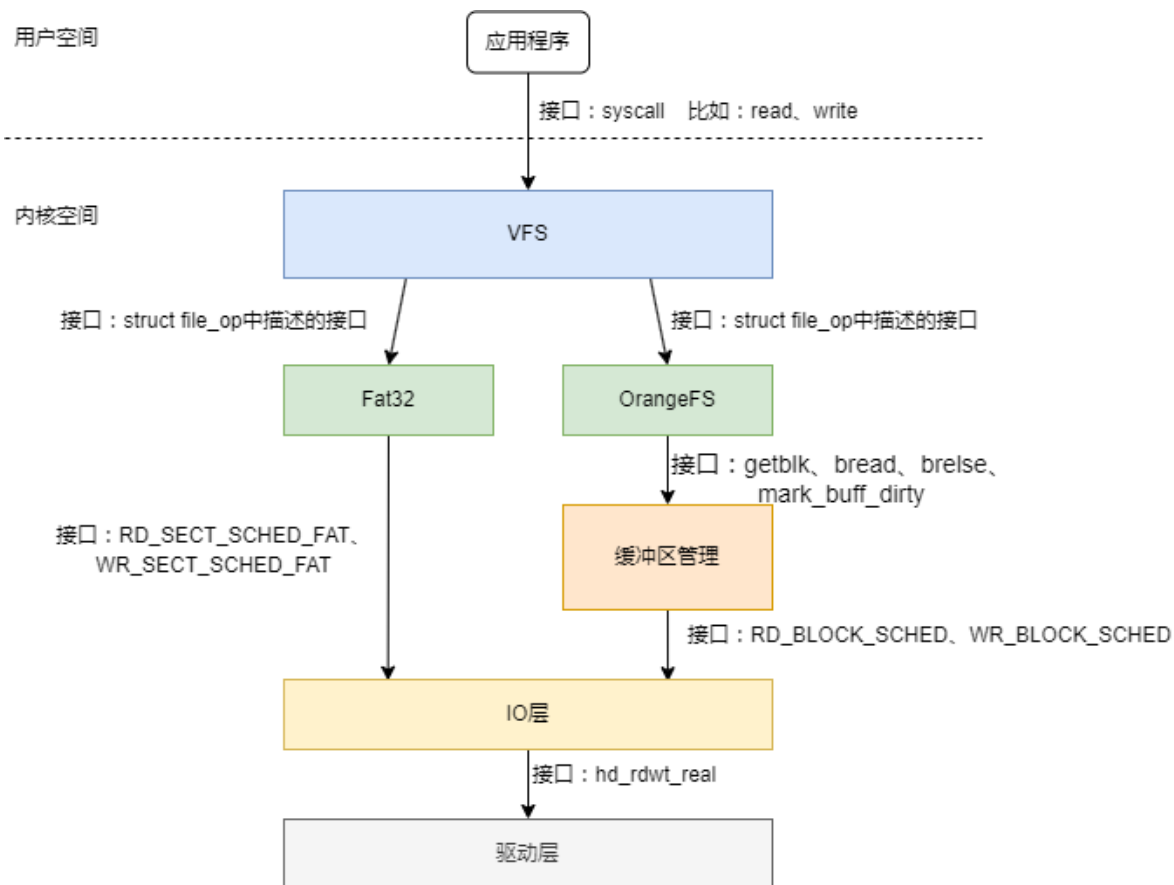 用户空间
应用程序
接口：syscall 比如：read、write
内核空间
VFS
接口：struct file_op中描述的接口
接口：struct file_op中描述的接口
Fat32
OrangeFS
接口：getblk、bread、brelse、
mark_buff_dirty
接口：RD_SECT_SCHED_FAT、
WR_SECT_SCHED_FAT
缓冲区管理
接口：RD_BLOCK_SCHED、WR_BLOCK_SCHED
IO层
接口：hd_rdwt_real
驱动层